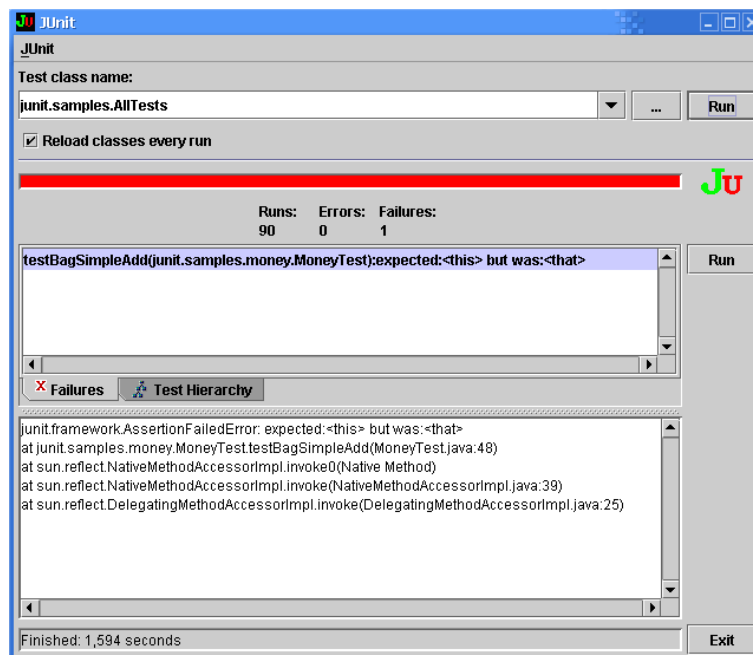 JU JUnit
JUnit
Test class name:
junit.samples.AllTests ... Run
Reload classes every run
JU
Runs: Errors: Failures:
90 0 1
testBagSimpleAdd(junit.samples.money.MoneyTest):expected:<this> but was:<that> Run
X Failures Test Hierarchy
junit.framework.AssertionFailedError: expected:<this> but was:<that>
at junit.samples.money.MoneyTest.testBagSimpleAdd(MoneyTest.java:48)
at sun.reflect.NativeMethodAccessorImpl.invoke0(Native Method)
at sun.reflect.NativeMethodAccessorImpl.invoke(NativeMethodAccessorImpl.java:39)
at sun.reflect.DelegatingMethodAccessorImpl.invoke(DelegatingMethodAccessorImpl.java:25)
Finished: 1,594 seconds Exit